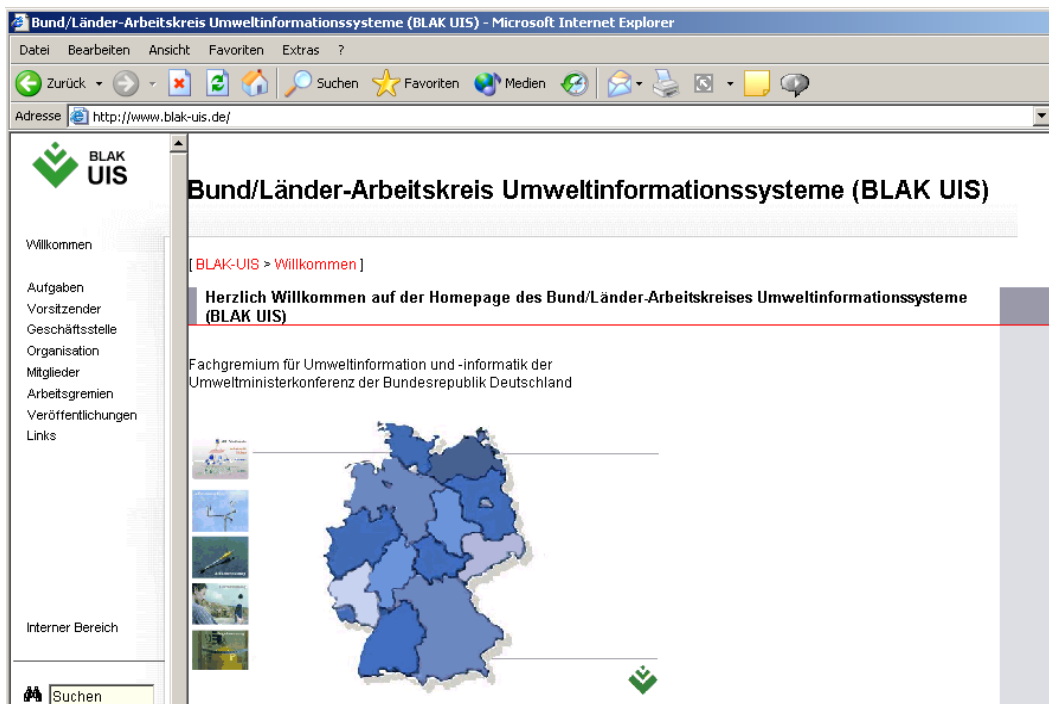 Bund/Länder-Arbeitskreis Umweltinformationssysteme (BLAK UIS) - Microsoft Internet Explorer
Datei Bearbeiten Ansicht Favoriten Extras ?
Zurück Suchen Favoriten Medien
Adresse http://www.blak-uis.de/
BLAK
UIS
Bund/Länder-Arbeitskreis Umweltinformationssysteme (BLAK UIS)
Willkommen
Aufgaben
Vorsitzender
Geschäftsstelle
Organisation
Mitglieder
Arbeitsgremien
Veröffentlichungen
Links
Interner Bereich
Suchen
[ BLAK-UIS > Willkommen ]
Herzlich Willkommen auf der Homepage des Bund/Länder-Arbeitskreises Umweltinformationssysteme
(BLAK UIS)
Fachgremium für Umweltinformation und -informatik der
Umweltministerkonferenz der Bundesrepublik Deutschland